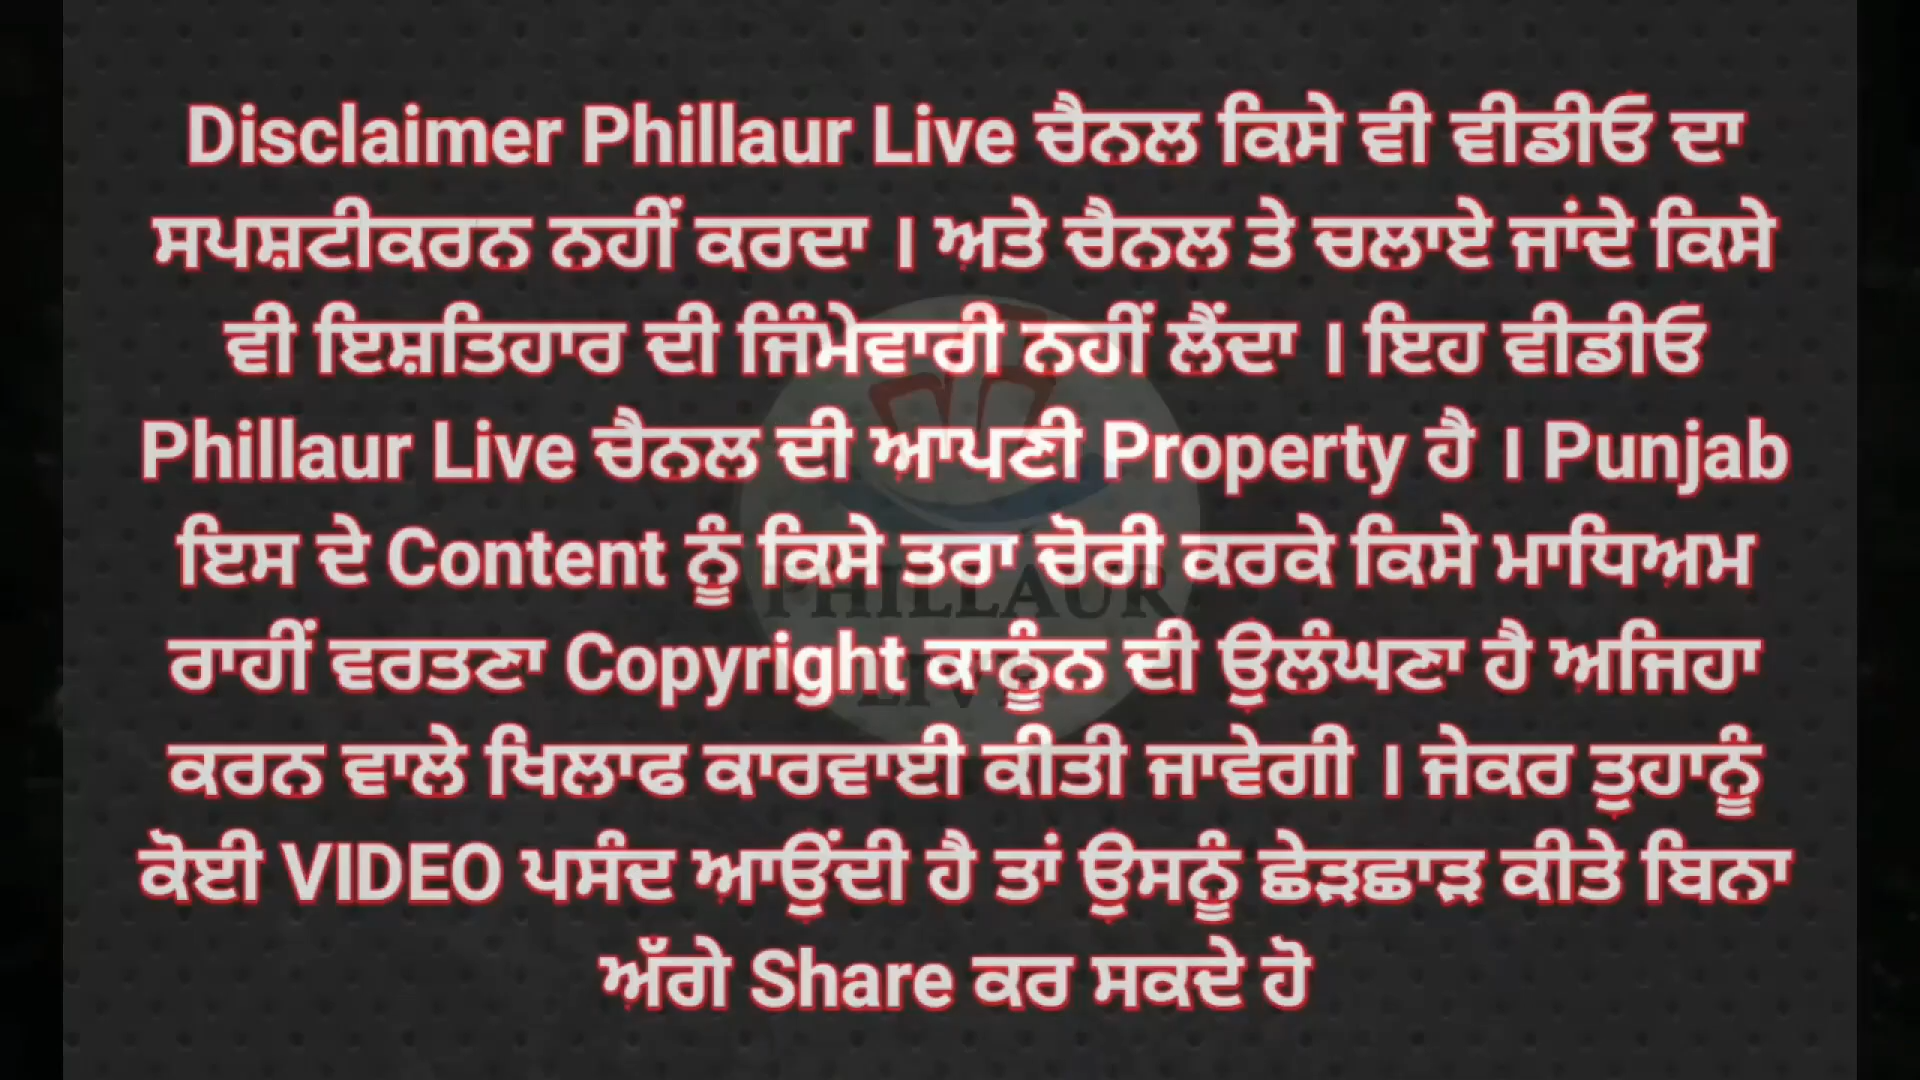 Disclaimer Phillaur Live ਚੈਨਲ ਕਿਸੇ ਵੀ ਵੀਡੀਓ ਦਾ
ਸਪਸ਼ਟੀਕਰਨ ਨਹੀਂ ਕਰਦਾ । ਅਤੇ ਚੈਨਲ ਤੇ ਚਲਾਏ ਜਾਂਦੇ ਕਿਸੇ
ਵੀ ਇਸ਼ਤਿਹਾਰ ਦੀ ਜਿੰਮੇਵਾਰੀ ਨਹੀਂ ਲੈਂਦਾ । ਇਹ ਵੀਡੀਓ
Phillaur Live ਚੈਨਲ ਦੀ ਆਪਣੀ Property ਹੈ । Punjab
ਇਸ ਦੇ Content ਨੂੰ ਕਿਸੇ ਤਰਾ ਚੋਰੀ ਕਰਕੇ ਕਿਸੇ ਮਾਧਿਅਮ
ਰਾਹੀਂ ਵਰਤਣਾ Copyright ਕਾਨੂੰਨ ਦੀ ਉਲੰਘਣਾ ਹੈ ਅਜਿਹਾ
ਕਰਨ ਵਾਲੇ ਖਿਲਾਫ ਕਾਰਵਾਈ ਕੀਤੀ ਜਾਵੇਗੀ । ਜੇਕਰ ਤੁਹਾਨੂੰ
ਕੋਈ VIDEO ਪਸੰਦ ਆਉਂਦੀ ਹੈ ਤਾਂ ਉਸਨੂੰ ਛੇੜਛਾੜ ਕੀਤੇ ਬਿਨਾ
ਅੱਗੇ Share ਕਰ ਸਕਦੇ ਹੋ
PHILLAUR
LIVE